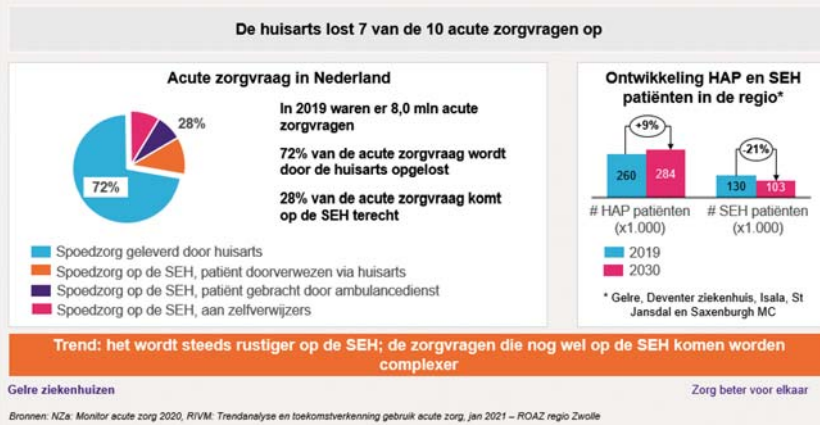 De huisarts lost 7 van de 10 acute zorgvragen op
Acute zorgvraag in Nederland
28%
72%
In 2019 waren er 8,0 mln acute
zorgvragen
72% van de acute zorgvraag wordt
door de huisarts opgelost
28% van de acute zorgvraag komt
op de SEH terecht
Spoedzorg geleverd door huisarts
Spoedzorg op de SEH, patiënt doorverwezen via huisarts
Spoedzorg op de SEH, patiënt gebracht door ambulancedienst
Spoedzorg op de SEH, aan zelfverwijzers
Ontwikkeling HAP en SEH
patiënten in de regio*
+9%
-21%
260
284
130
103
# HAP patiënten
(x1.000)
# SEH patiënten
(x1.000)
2019
2030
* Gelre, Deventer ziekenhuis, Isala, St
Jansdal en Saxenburgh MC
Trend: het wordt steeds rustiger op de SEH; de zorgvragen die nog wel op de SEH komen worden
complexer
Gelre ziekenhuizen
Zorg beter voor elkaar
Bronnen: NZa: Monitor acute zorg 2020, RIVM: Trendanalyse en toekomstverkenning gebruik acute zorg, jan 2021 – ROAZ regio Zwolle